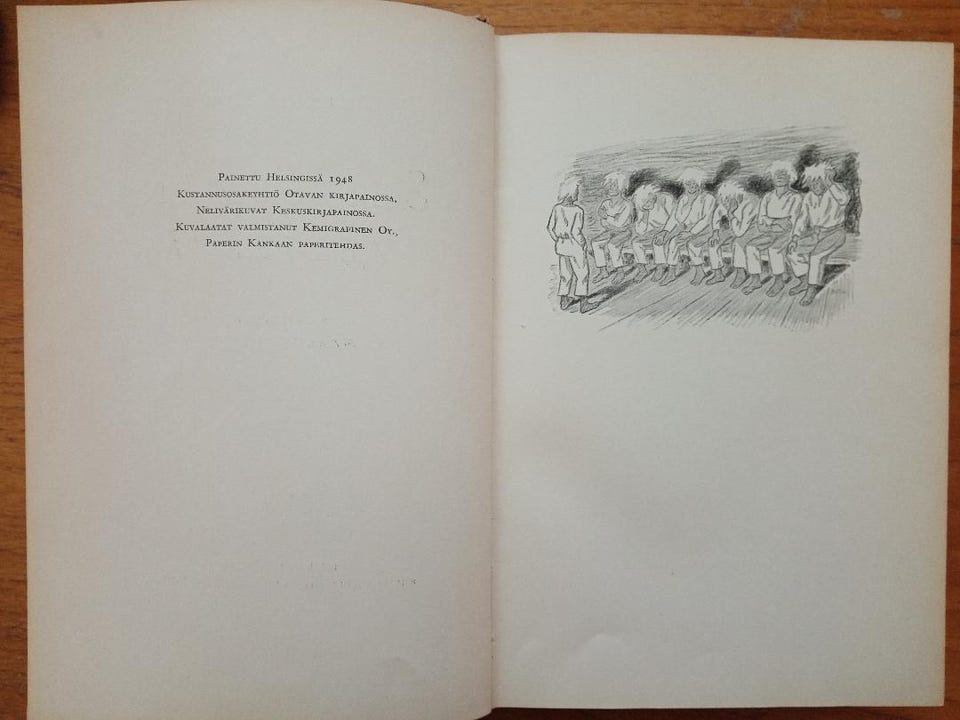 PAINETTU HELSINGISSÄ 1948
KUSTANNUSOSAKEYHTIÖ OTAVAN KIRJAPAINOSSA,
NELIVÄRIKUVAT KESKUSKIRJAPAINOSSA.
KUVALAATAT VALMISTANUT KEMIGRAFINEN OY.,
PAPERIN KANKAAN PAPERITEHDAS.